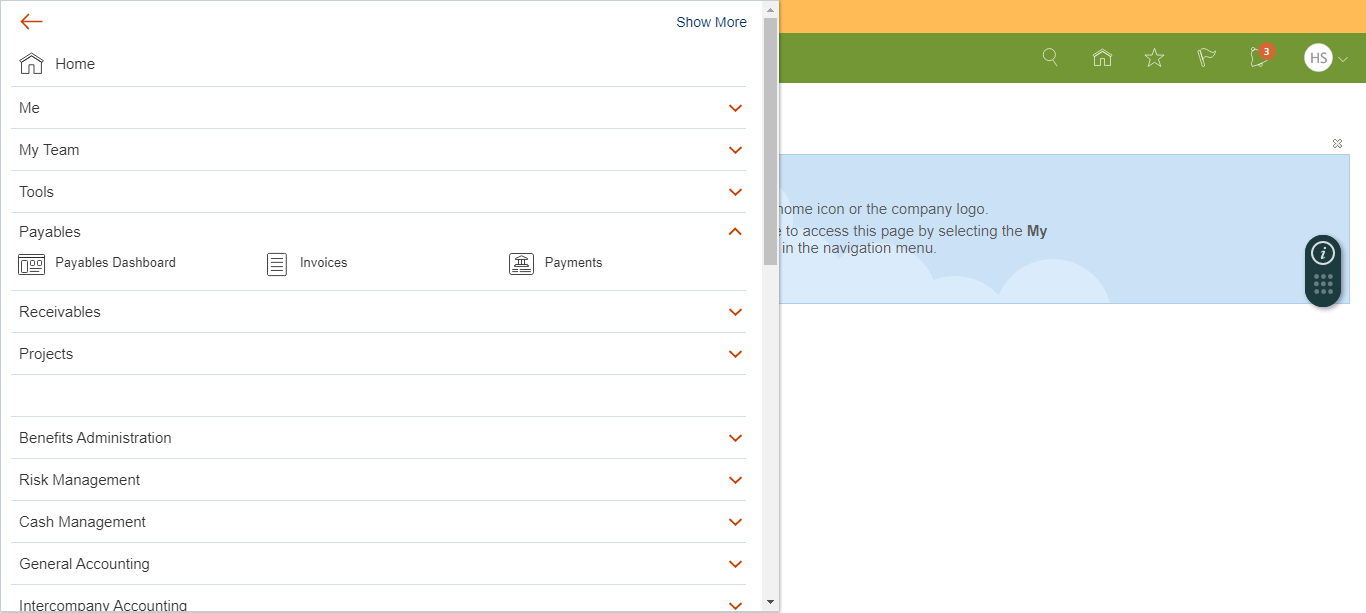 Show More
Home
Me
My Team
Tools
Payables
Payables Dashboard
Invoices
Payments
Receivables
Projects
Benefits Administration
Risk Management
Cash Management
General Accounting
Intercompany Accounting
3
HS
home icon or the company logo.
to access this page by selecting the My
in the navigation menu.
i